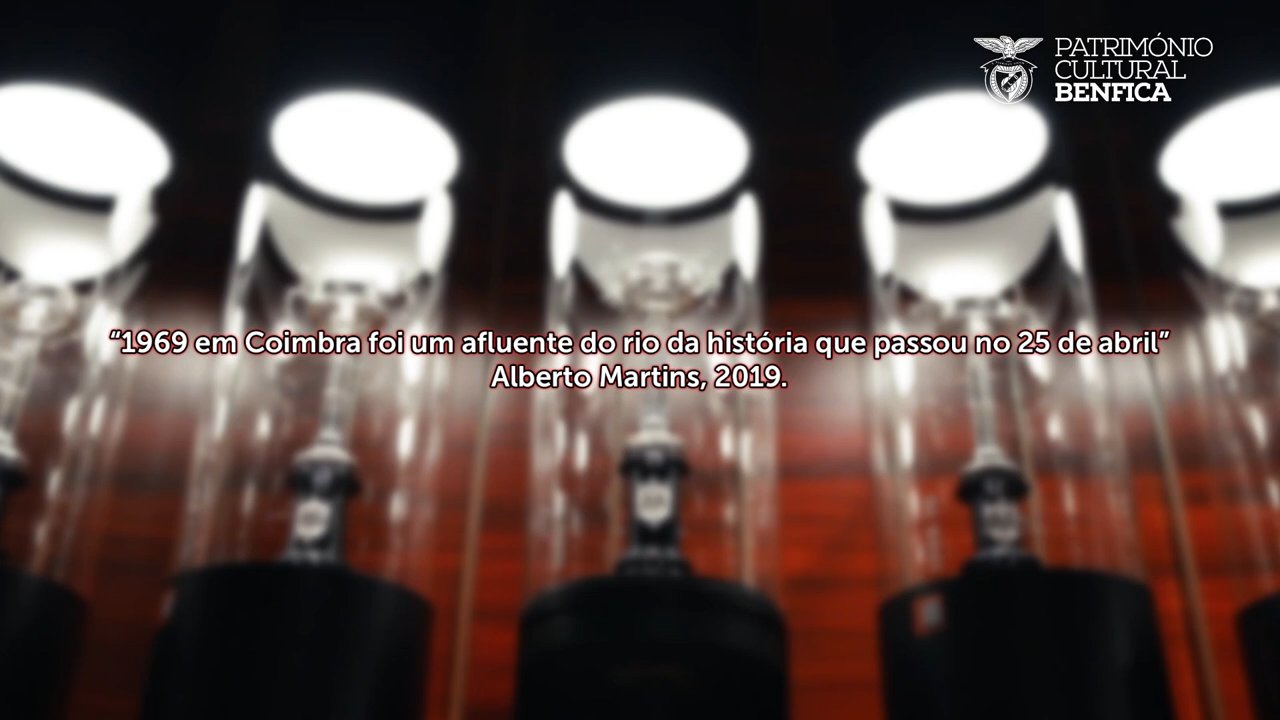 PATRIMÓNIO
CULTURAL
BENFICA
“1969 em Coimbra foi um afluente do rio da história que passou no 25 de abril”
Alberto Martins, 2019.